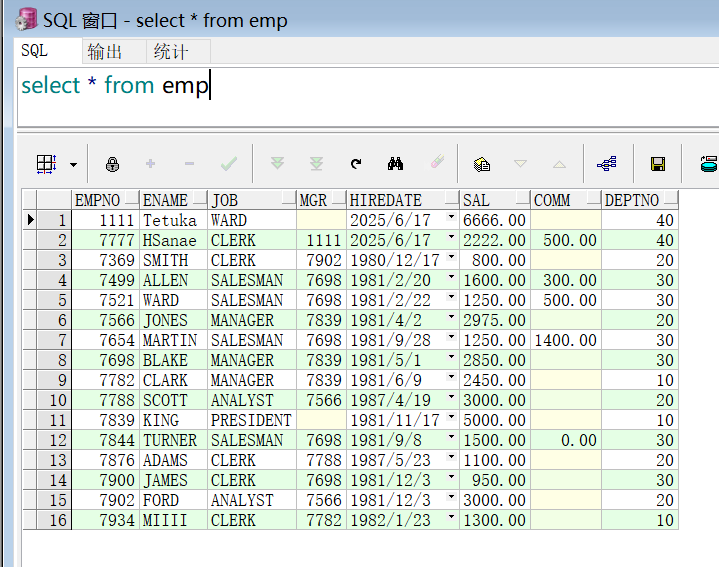 SQL 窗口 - select * from emp
SQL 输出 统计
select * from emp
EMPNO ENAME JOB MGR HIREDATE SAL COMM DEPTNO
1 1111 Tetuka WARD 2025/6/17 6666.00 40
2 7777 HSanae CLERK 1111 2025/6/17 2222.00 500.00 40
3 7369 SMITH CLERK 7902 1980/12/17 800.00 20
4 7499 ALLEN SALESMAN 7698 1981/2/20 1600.00 300.00 30
5 7521 WARD SALESMAN 7698 1981/2/22 1250.00 500.00 30
6 7566 JONES MANAGER 7839 1981/4/2 2975.00 20
7 7654 MARTIN SALESMAN 7698 1981/9/28 1250.00 1400.00 30
8 7698 BLAKE MANAGER 7839 1981/5/1 2850.00 30
9 7782 CLARK MANAGER 7839 1981/6/9 2450.00 10
10 7788 SCOTT ANALYST 7566 1987/4/19 3000.00 20
11 7839 KING PRESIDENT 1981/11/17 5000.00 10
12 7844 TURNER SALESMAN 7698 1981/9/8 1500.00 0.00 30
13 7876 ADAMS CLERK 7788 1987/5/23 1100.00 20
14 7900 JAMES CLERK 7698 1981/12/3 950.00 30
15 7902 FORD ANALYST 7566 1981/12/3 3000.00 20
16 7934 MIIII CLERK 7782 1982/1/23 1300.00 10